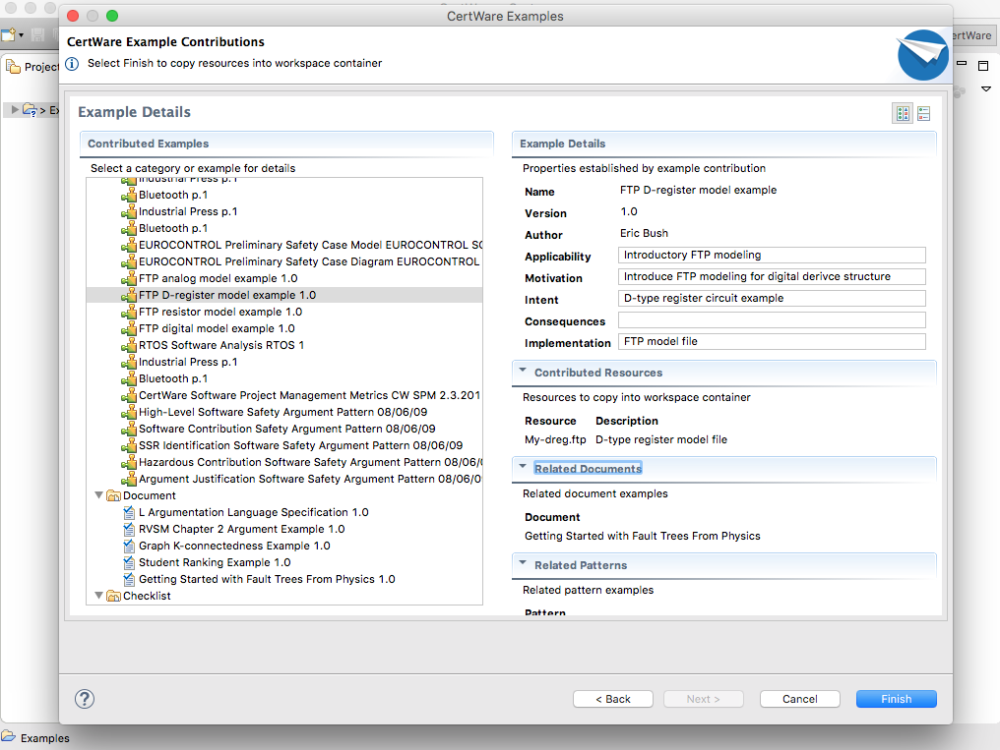 CertWare Examples
ertWare
CertWare Example Contributions
Select Finish to copy resources into workspace container
Project
> Ex
Example Details
Contributed Examples
Select a category or example for details
Industrial Press p.1
Bluetooth p.1
Industrial Press p.1
Bluetooth p.1
EUROCONTROL Preliminary Safety Case Model EUROCONTROL SC
EUROCONTROL Preliminary Safety Case Diagram EUROCONTROL
FTP analog model example 1.0
FTP D-register model example 1.0
FTP resistor model example 1.0
FTP digital model example 1.0
RTOS Software Analysis RTOS 1
Industrial Press p.1
Bluetooth p.1
CertWare Software Project Management Metrics CW SPM 2.3.201
High-Level Software Safety Argument Pattern 08/06/09
Software Contribution Safety Argument Pattern 08/06/09
SSR Identification Software Safety Argument Pattern 08/06/09
Hazardous Contribution Software Safety Argument Pattern 08/06/
Argument Justification Software Safety Argument Pattern 08/06/0
Document
L Argumentation Language Specification 1.0
RVSM Chapter 2 Argument Example 1.0
Graph K-connectedness Example 1.0
Student Ranking Example 1.0
Getting Started with Fault Trees From Physics 1.0
Checklist
Example Details
Properties established by example contribution
Name FTP D-register model example
Version 1.0
Author Eric Bush
Applicability Introductory FTP modeling
Motivation Introduce FTP modeling for digital derivce structure
Intent D-type register circuit example
Consequences
Implementation FTP model file
Contributed Resources
Resources to copy into workspace container
Resource Description
My-dreg.ftp D-type register model file
Related Documents
Related document examples
Document
Getting Started with Fault Trees From Physics
Related Patterns
Related pattern examples
Pattern
?
< Back Next > Cancel Finish
Examples